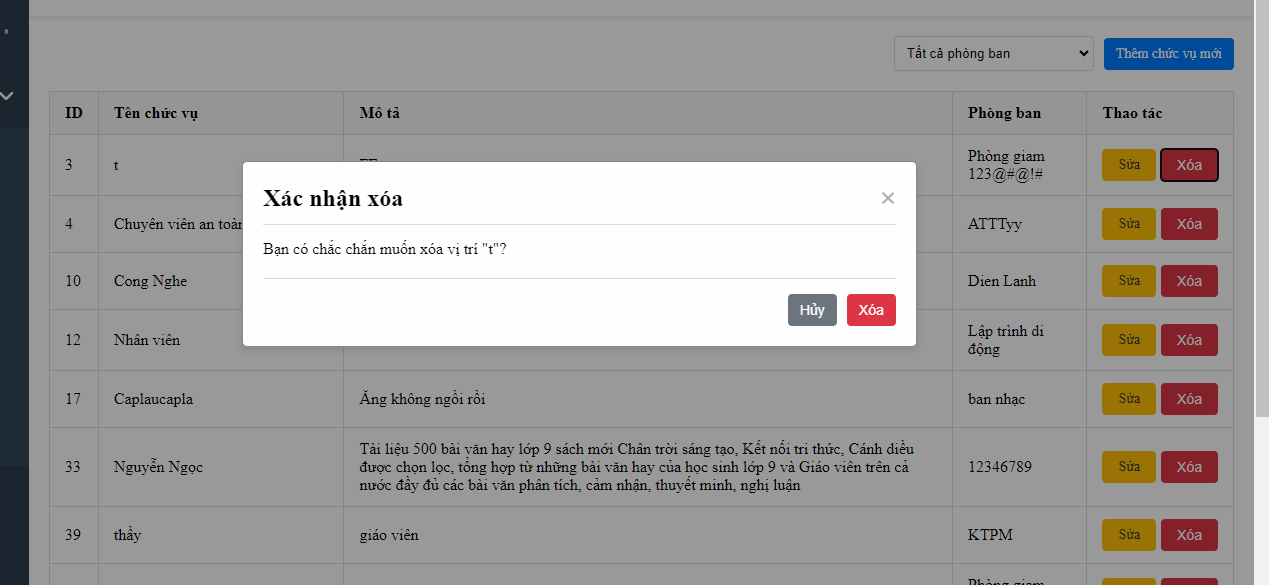 Tất cả phòng ban
Thêm chức vụ mới
ID Tên chức vụ Mô tả Phòng ban Thao tác
3 t Phòng giam
123@#@!#
Sửa Xóa
Xác nhận xóa ×
Bạn có chắc chắn muốn xóa vị trí "t"?
Hủy Xóa
4 Chuyên viên an toàn ATTTyy Sửa Xóa
10 Cong Nghe Dien Lanh Sửa Xóa
12 Nhân viên Lập trình di
động
Sửa Xóa
17 Caplaucapla Ăng không ngồi rồi ban nhạc Sửa Xóa
33 Nguyễn Ngọc
Tài liệu 500 bài văn hay lớp 9 sách mới Chân trời sáng tạo, Kết nối tri thức, Cánh diều
được chọn lọc, tổng hợp từ những bài văn hay của học sinh lớp 9 và Giáo viên trên cả
nước đầy đủ các bài văn phân tích, cảm nhận, thuyết minh, nghị luận
12346789 Sửa Xóa
39 thầy giáo viên KTPM Sửa Xóa
Phòng giam